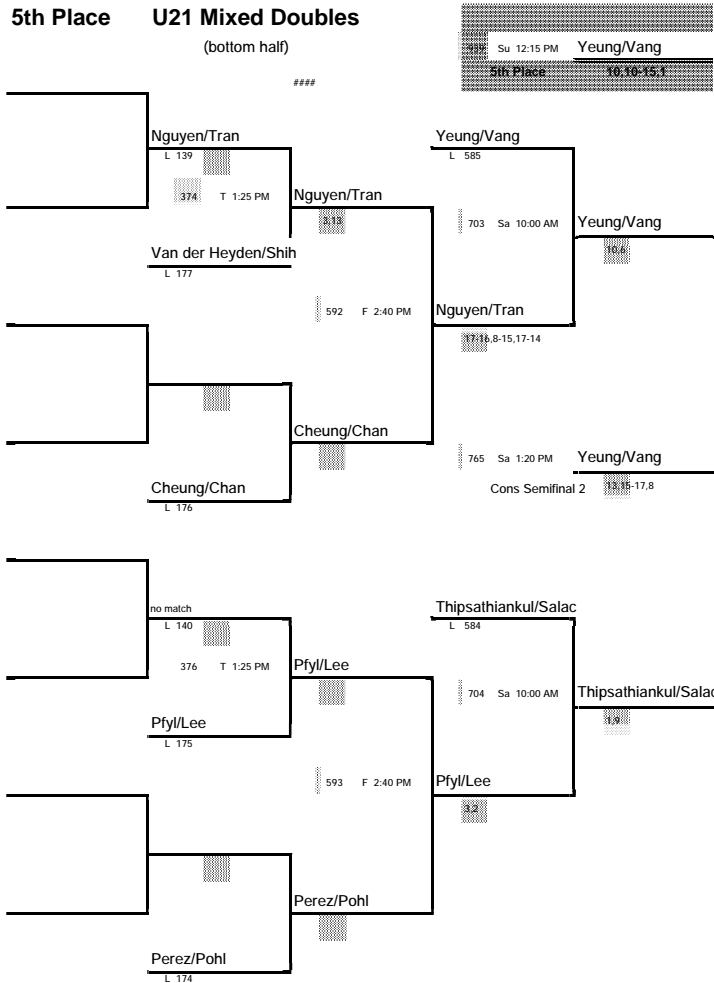 5th Place U21 Mixed Doubles
(bottom half)
939 Su 12:15 PM Yeung/Vang
5th Place 10,10-15,1
####
Nguyen/Tran
L 139
374 T 1:25 PM
Nguyen/Tran
3,13
Van der Heyden/Shih
L 177
Yeung/Vang
L 585
703 Sa 10:00 AM
Yeung/Vang
10,6
592 F 2:40 PM
Nguyen/Tran
17-16,8-15,17-14
Cheung/Chan
Cheung/Chan
L 176
765 Sa 1:20 PM Yeung/Vang
Cons Semifinal 2 13,15-17,8
no match
L 140
376 T 1:25 PM
Pfyl/Lee
Pfyl/Lee
L 175
Thipsathiankul/Salac
L 584
704 Sa 10:00 AM
Thipsathiankul/Salac
1,9
593 F 2:40 PM
Pfyl/Lee
3,2
Perez/Pohl
Perez/Pohl
L 174